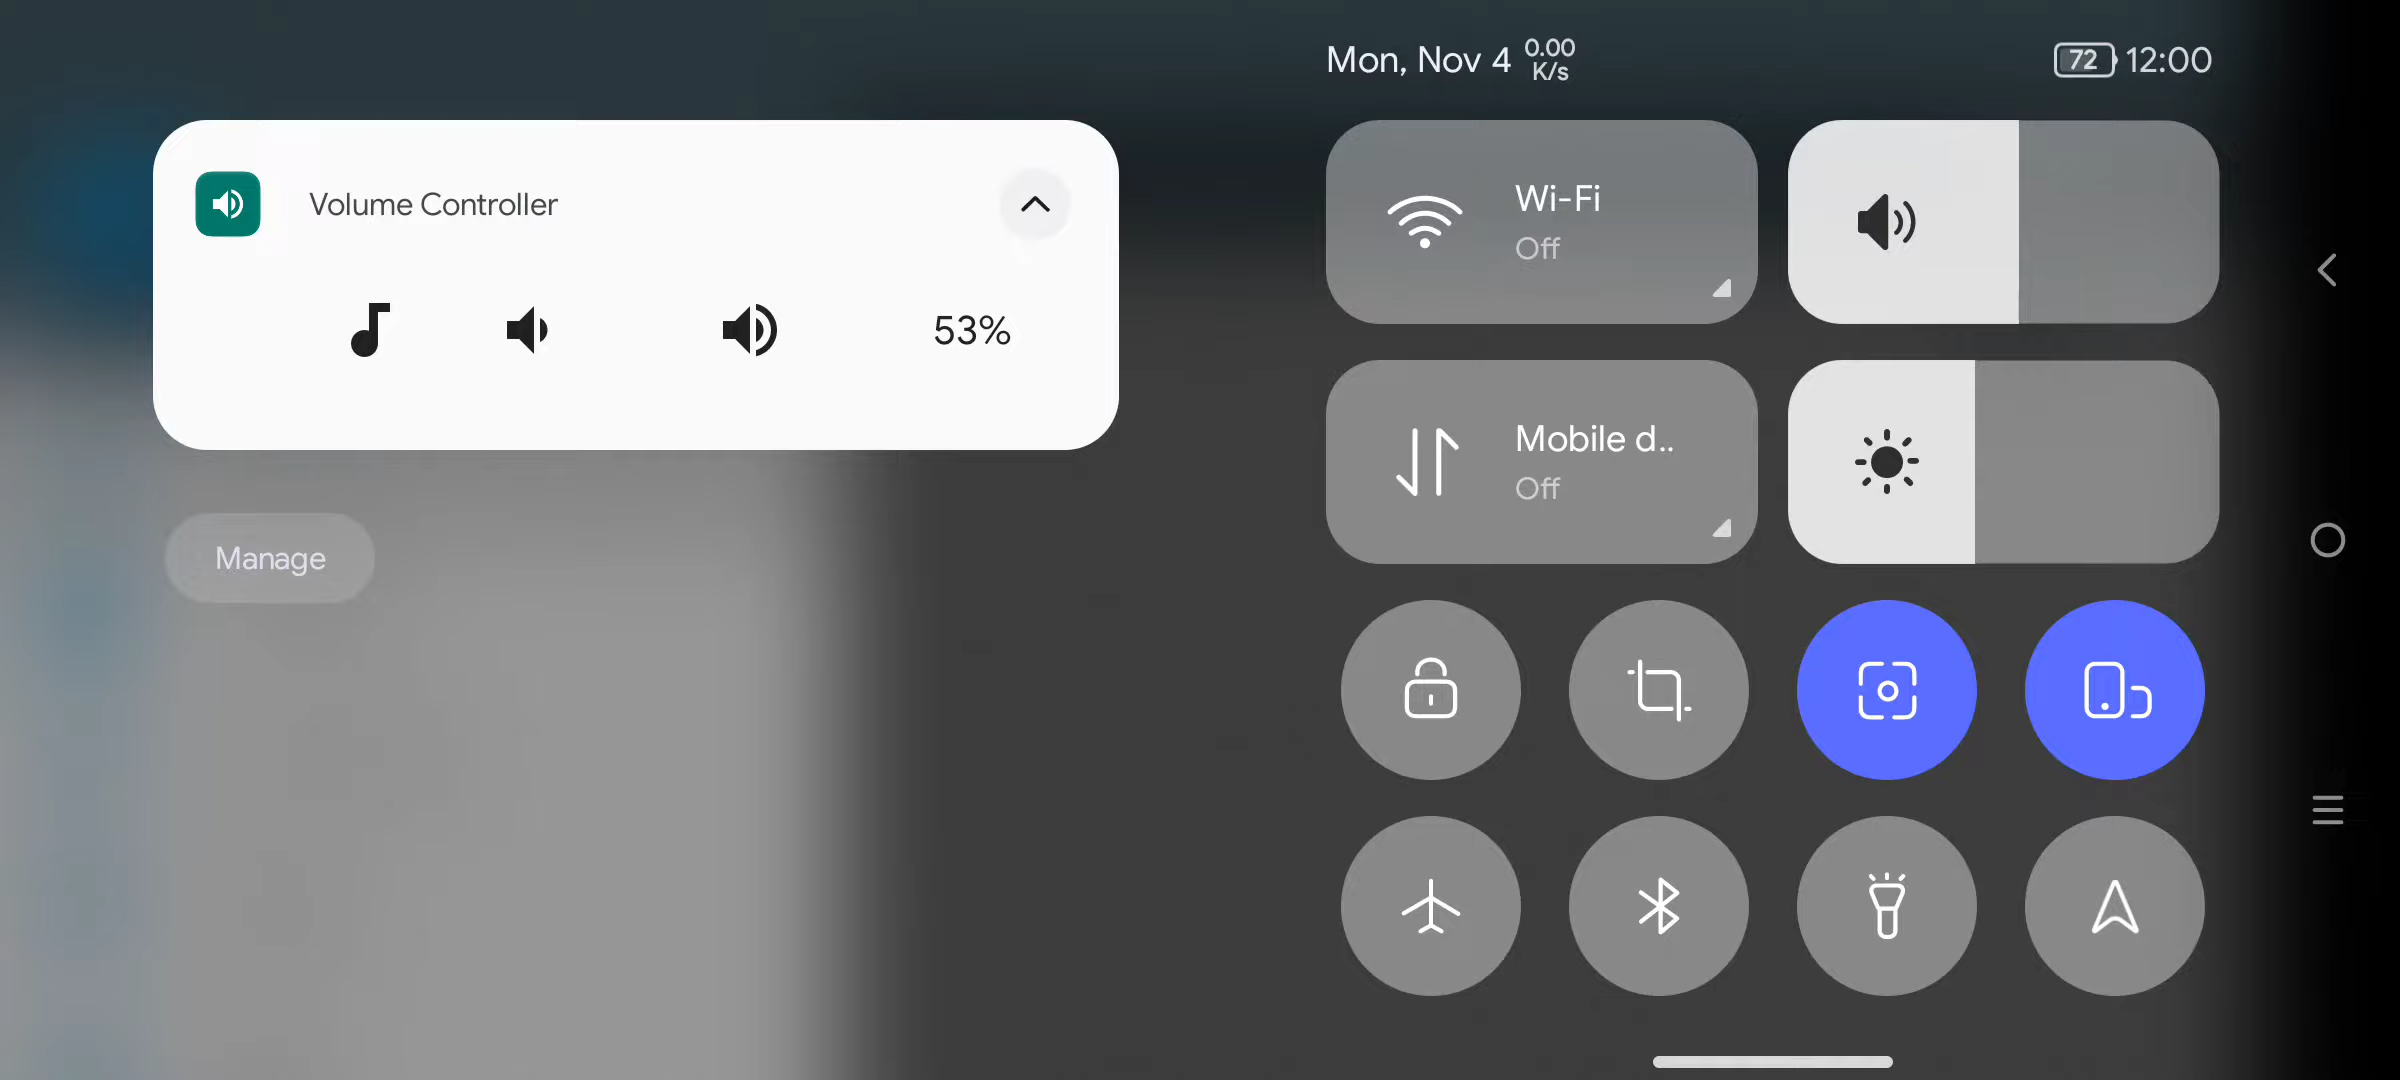 Mon, Nov 4
0.00
K/s
72
12:00
Volume Controller
53%
Manage
Wi-Fi
Off
Mobile d..
Off